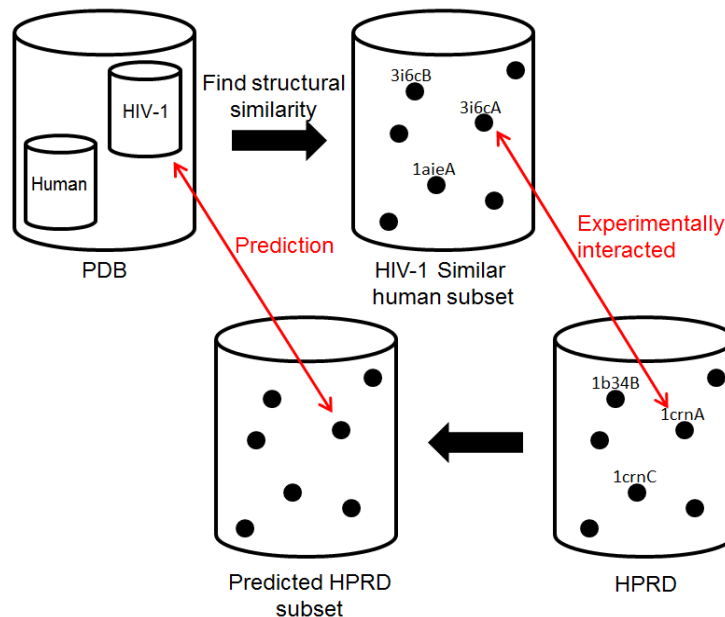 3i6cB
HIV-1
Find structural
similarity
3i6cA
Human
1aieA
Prediction
Experimentally
interacted
PDB
HIV-1 Similar
human subset
1b34B
1crnA
1crnC
Predicted HPRD
subset
HPRD